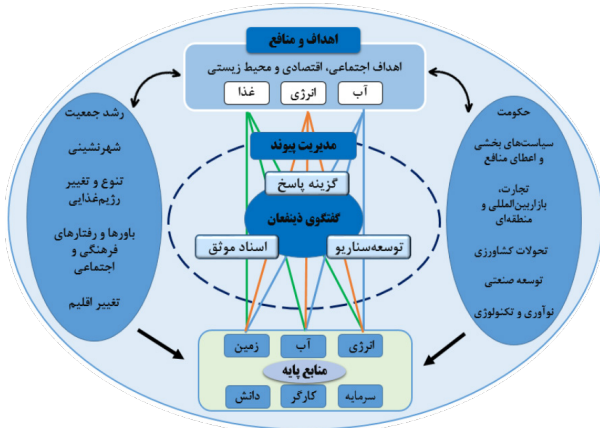 اهداف و منافع
اهداف اجتماعی، اقتصادی و محیط زیستی
آب
انرژی
غذا
حکومت
سیاست‌های بخشی
و اعطای منافع
تجارت،
بازاربین‌المللی و
منطقه‌ای
تحولات کشاورزی
توسعه صنعتی
نوآوری و تکنولوژی
مدیریت پیوند
گزینه پاسخ
گفتگوی ذینفعان
توسعه‌سناریو
اسناد موثق
رشد جمعیت
شهرنشینی
تنوع و تغییر
رژیم‌غذایی
باورها و رفتارهای
فرهنگی و
اجتماعی
تغییر اقلیم
انرژی
آب
زمین
منابع پایه
سرمایه
کارگر
دانش